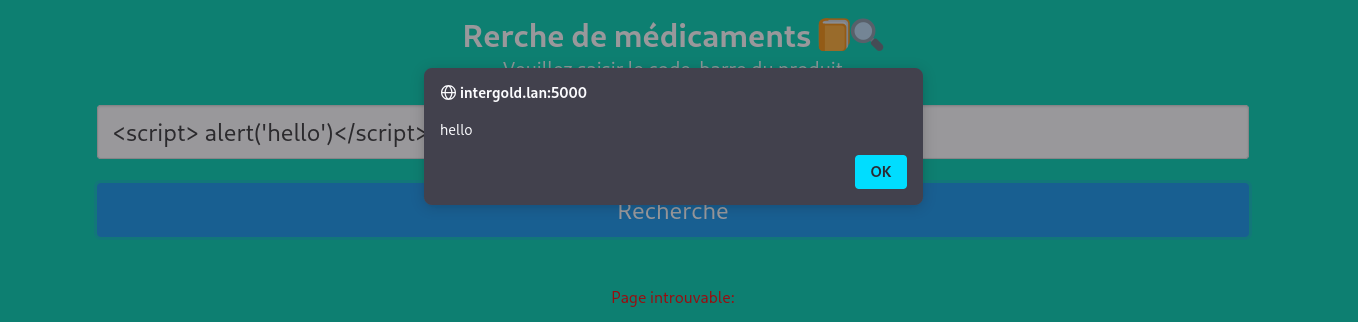 Rerche de médicaments
Veuillez saisir le code-barre du produit
intergold.lan:5000
<script> alert('hello')</script>
hello
OK
Recherche
Page introuvable: